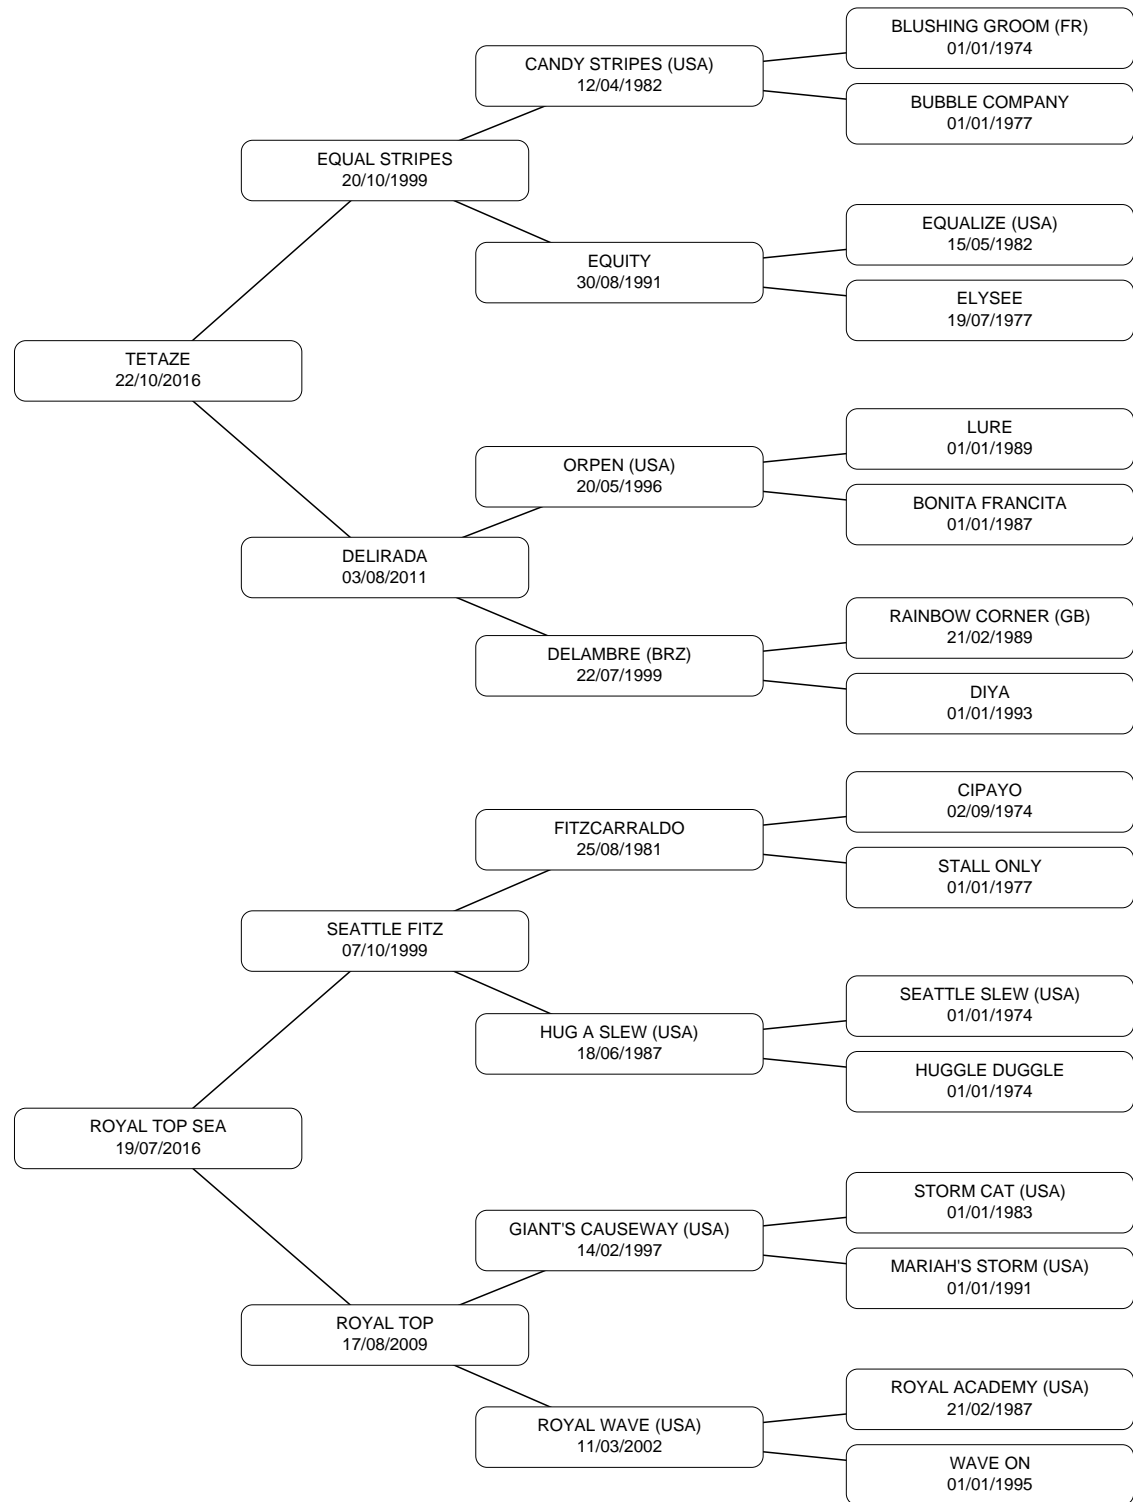 BLUSHING GROOM (FR)
01/01/1974
CANDY STRIPES (USA)
12/04/1982
BUBBLE COMPANY
01/01/1977
EQUAL STRIPES
20/10/1999
EQUALIZE (USA)
15/05/1982
EQUITY
30/08/1991
ELYSEE
19/07/1977
TETAZE
22/10/2016
LURE
01/01/1989
ORPEN (USA)
20/05/1996
BONITA FRANCITA
01/01/1987
DELIRADA
03/08/2011
RAINBOW CORNER (GB)
21/02/1989
DELAMBRE (BRZ)
22/07/1999
DIYA
01/01/1993
CIPAYO
02/09/1974
FITZCARRALDO
25/08/1981
STALL ONLY
01/01/1977
SEATTLE FITZ
07/10/1999
SEATTLE SLEW (USA)
01/01/1974
HUG A SLEW (USA)
18/06/1987
HUGGLE DUGGLE
01/01/1974
ROYAL TOP SEA
19/07/2016
STORM CAT (USA)
01/01/1983
GIANT'S CAUSEWAY (USA)
14/02/1997
MARIAH'S STORM (USA)
01/01/1991
ROYAL TOP
17/08/2009
ROYAL ACADEMY (USA)
21/02/1987
ROYAL WAVE (USA)
11/03/2002
WAVE ON
01/01/1995